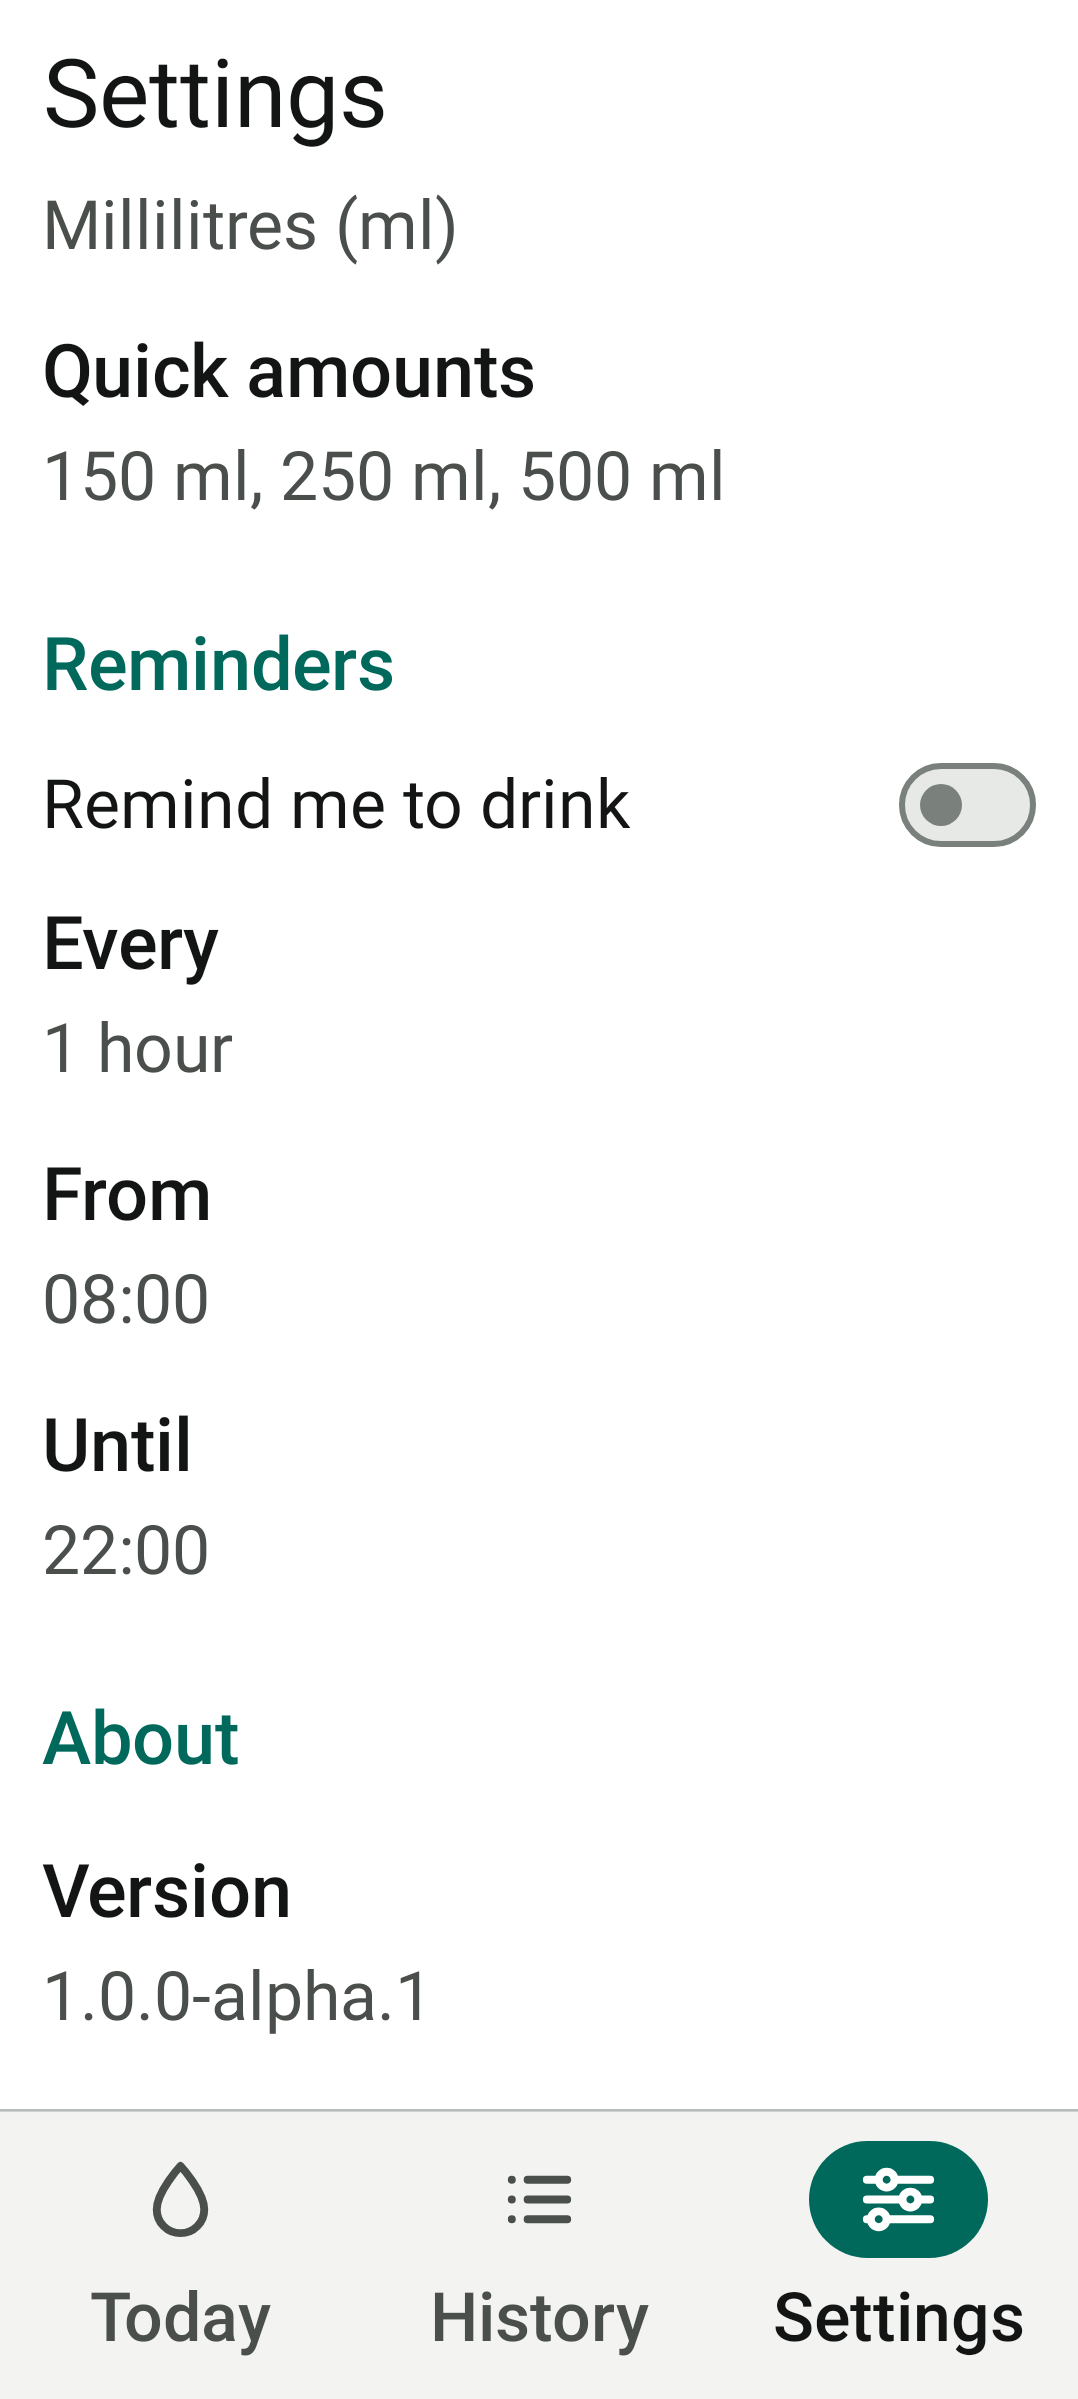 Settings
Millilitres (ml)
Quick amounts
150 ml, 250 ml, 500 ml
Reminders
Remind me to drink
Every
1 hour
From
08:00
Until
22:00
About
Version
1.0.0-alpha.1
Today
History
Settings